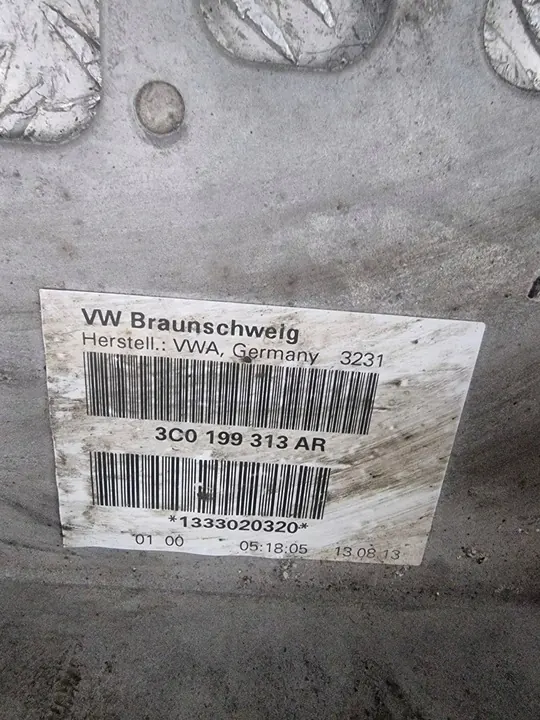 VW Braunschweig
Herstell.: VWA, Germany 3231
3C0 199 313 AR
*1333020320*
01 00 05:18:05 13.08.13